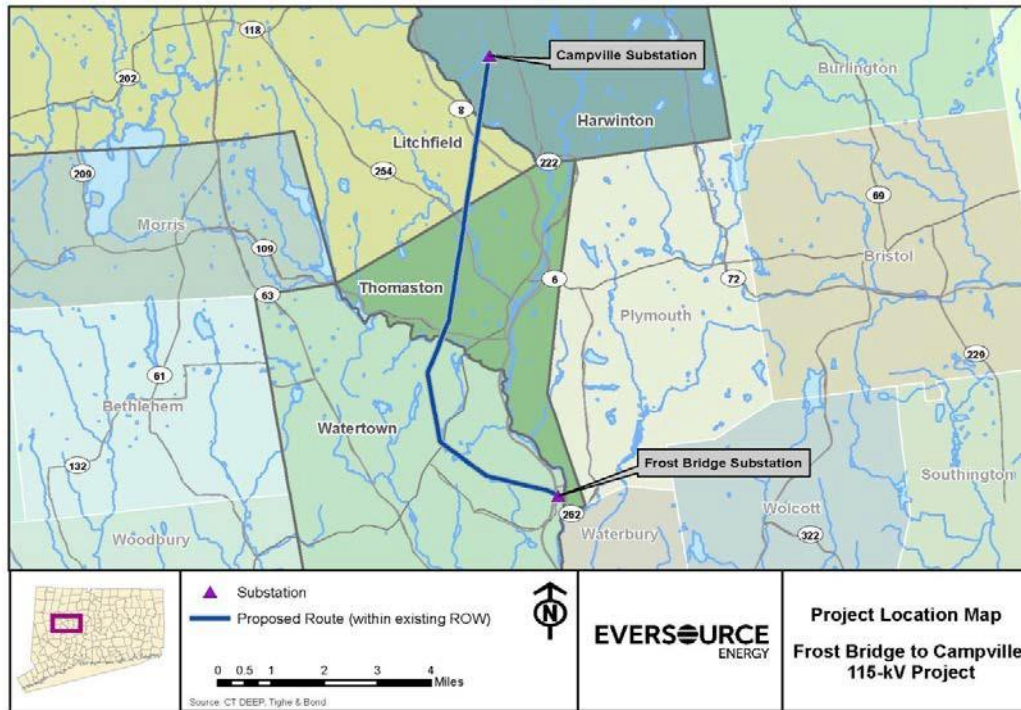 118
Campville Substation
Burlington
202
8
Harwinton
Litchfield
222
209
254
69
Morris
Bristol
109
6
72
63
Thomaston
Plymouth
229
61
Bethlehem
Watertown
Frost Bridge Substation
132
Southington
262
Wolcott
Waterbury
322
Woodbury
Substation
Proposed Route (within existing ROW)
N
0 0.5 1 2 3 4
Miles
Source: CT DEEP, Tighe & Bond
EVERSOURCE
ENERGY
Project Location Map
Frost Bridge to Campville
115-kV Project